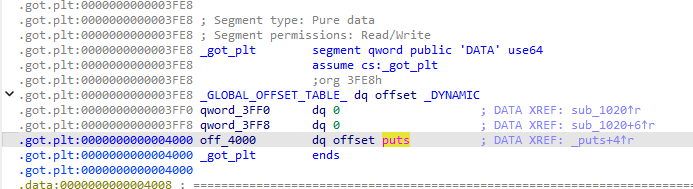 .got.plt:0000000000003FE8 ; ===========================================================================
.got.plt:0000000000003FE8 ; Segment type: Pure data
.got.plt:0000000000003FE8 ; Segment permissions: Read/Write
.got.plt:0000000000003FE8 _got_plt segment qword public 'DATA' use64
.got.plt:0000000000003FE8 assume cs:_got_plt
.got.plt:0000000000003FE8 ;org 3FE8h
.got.plt:0000000000003FE8 _GLOBAL_OFFSET_TABLE_ dq offset _DYNAMIC
.got.plt:0000000000003FF0 qword_3FF0 dq 0 ; DATA XREF: sub_1020↑r
.got.plt:0000000000003FF8 qword_3FF8 dq 0 ; DATA XREF: sub_1020+6↑r
.got.plt:0000000000004000 off_4000 dq offset puts ; DATA XREF: _puts+4↑r
.got.plt:0000000000004000 _got_plt ends
.got.plt:0000000000004000
.data:0000000000004008 ; ===========================================================================